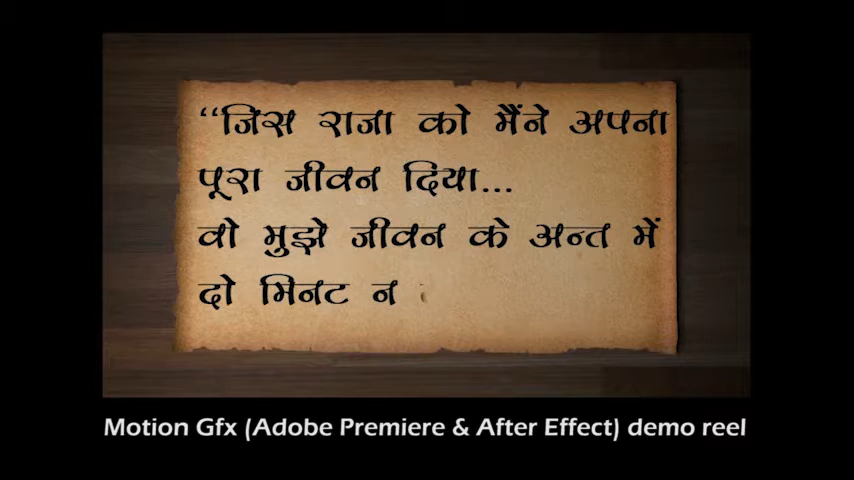 “जिस राजा को मैंने अपना
पूरा जीवन दिया...
वो मुझे जीवन के अन्त में
दो मिनट न
Motion Gfx (Adobe Premiere & After Effect) demo reel